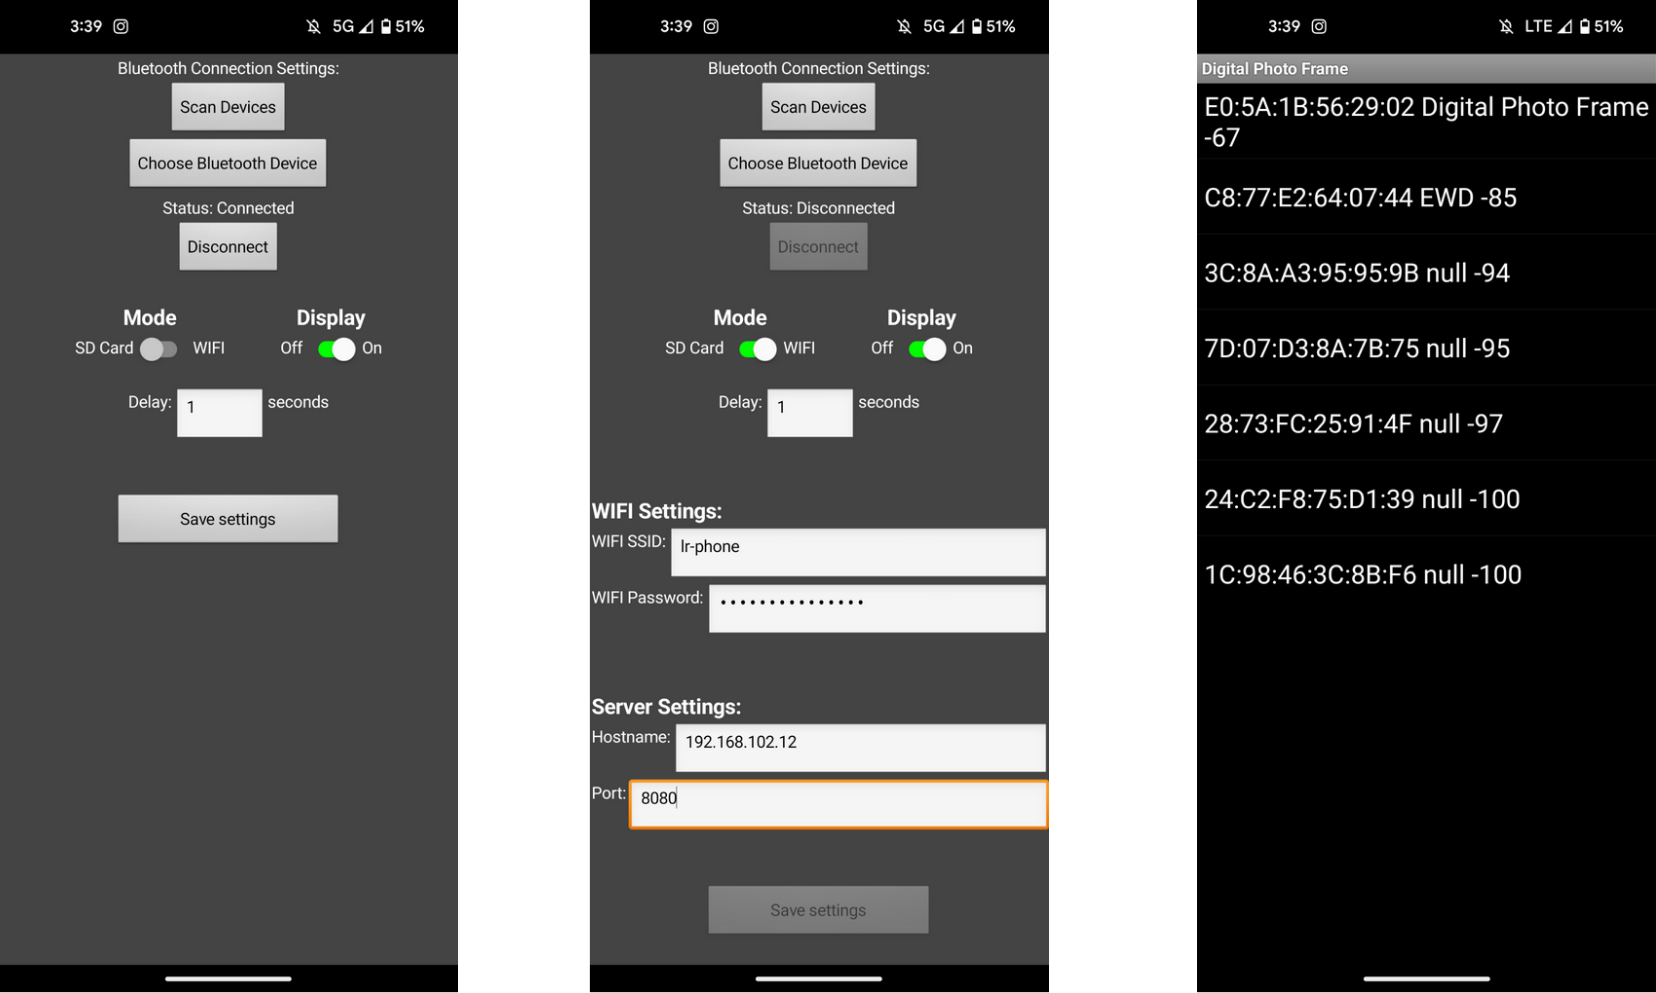 3:39 5G 51%
Bluetooth Connection Settings:
Scan Devices
Choose Bluetooth Device
Status: Connected
Disconnect
Mode Display
SD Card WIFI Off On
Delay: 1 seconds
Save settings
3:39 5G 51%
Bluetooth Connection Settings:
Scan Devices
Choose Bluetooth Device
Status: Disconnected
Disconnect
Mode Display
SD Card WIFI Off On
Delay: 1 seconds
WIFI Settings:
WIFI SSID: lr-phone
WIFI Password: •••••••••••••••
Server Settings:
Hostname: 192.168.102.12
Port: 8080
Save settings
3:39 LTE 51%
Digital Photo Frame
E0:5A:1B:56:29:02 Digital Photo Frame
-67
C8:77:E2:64:07:44 EWD -85
3C:8A:A3:95:95:9B null -94
7D:07:D3:8A:7B:75 null -95
28:73:FC:25:91:4F null -97
24:C2:F8:75:D1:39 null -100
1C:98:46:3C:8B:F6 null -100